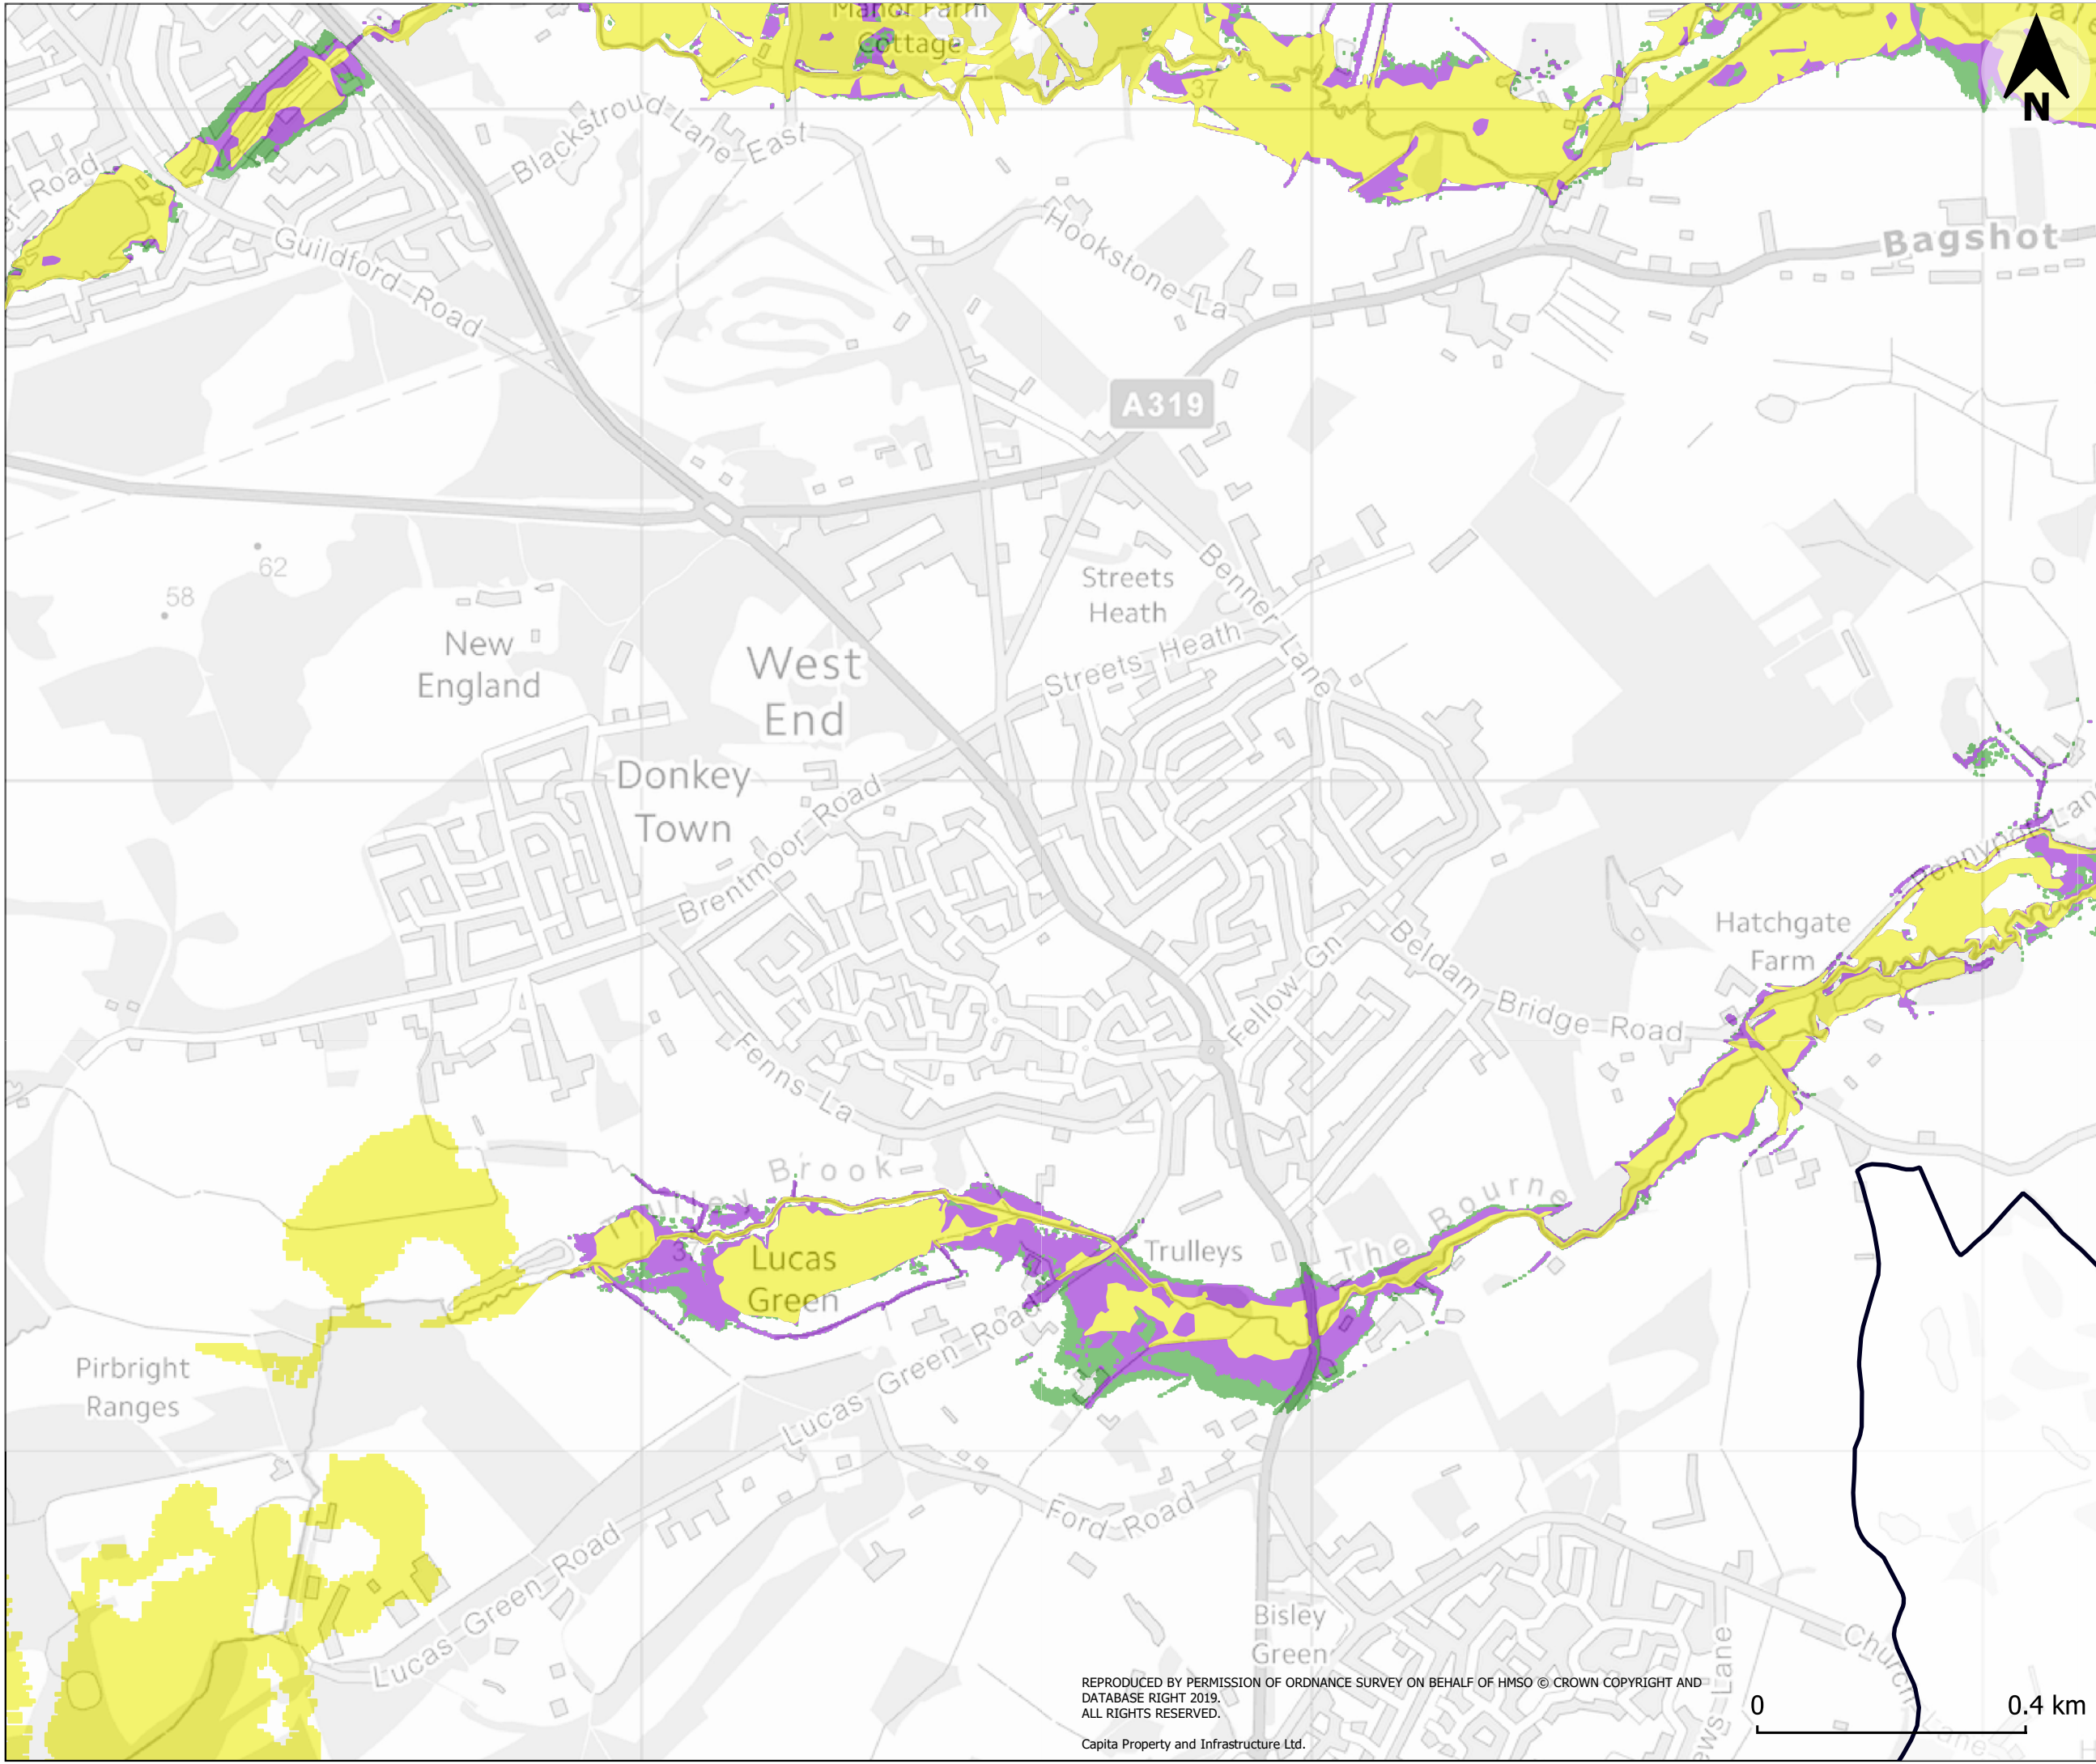 Manor Farm
Cottage
37
N
Road
Blackstroud Lane East
Guildford Road
Hookstone La
Bagshot
A319
62
58
Streets
Heath
Benner Lane
New
England
West
End
Streets Heath
Donkey
Town
Brentmoor Road
Hatchgate
Farm
Fellow Gn
Beldam Bridge Road
Fenns La
Brook
The Bourne
Trulleys
Lucas
Green
Pirbright
Ranges
Lucas Green Road
Ford Road
Lucas Green Road
Bisley
Green
Church Lane
REPRODUCED BY PERMISSION OF ORDNANCE SURVEY ON BEHALF OF HMSO © CROWN COPYRIGHT AND
DATABASE RIGHT 2019.
ALL RIGHTS RESERVED.
Capita Property and Infrastructure Ltd.
0 0.4 km